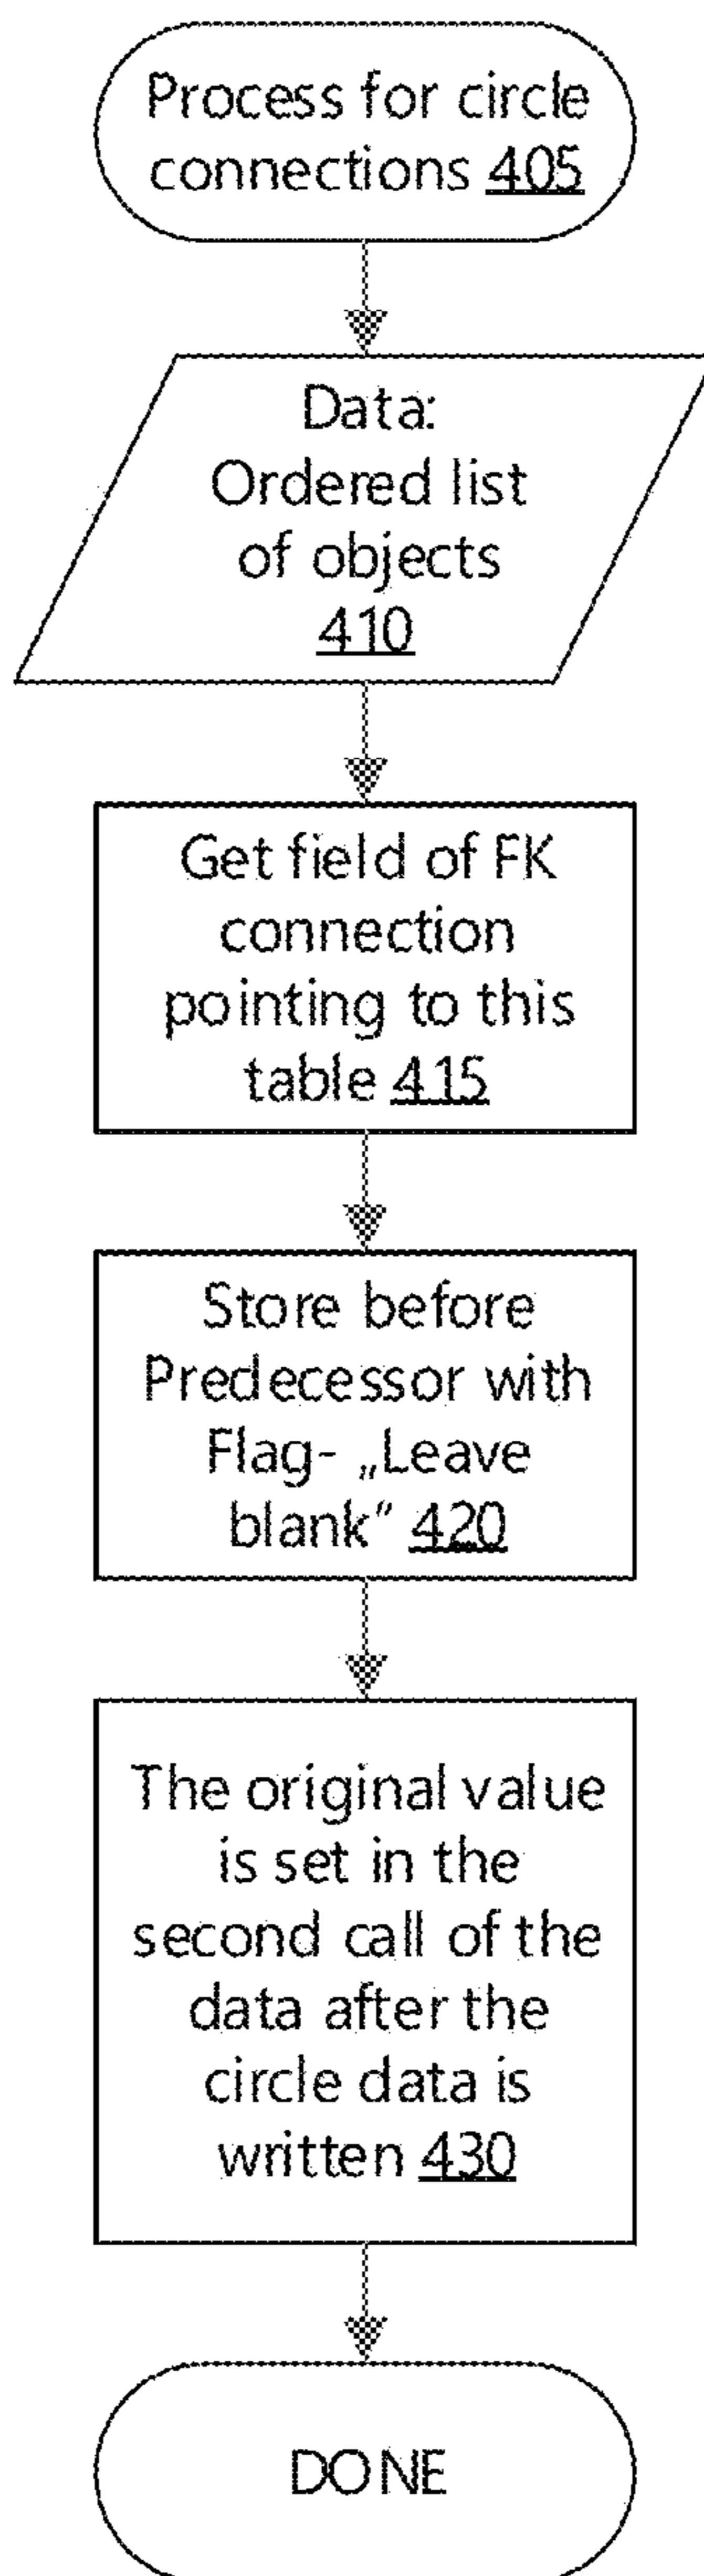 Process for circle
connections 405
Data:
Ordered list
of objects
410
Get field of FK
connection
pointing to this
table 415
Store before
Predecessor with
Flag- „Leave
blank” 420
The original value
is set in the
second call of the
data after the
circle data is
written 430
DONE